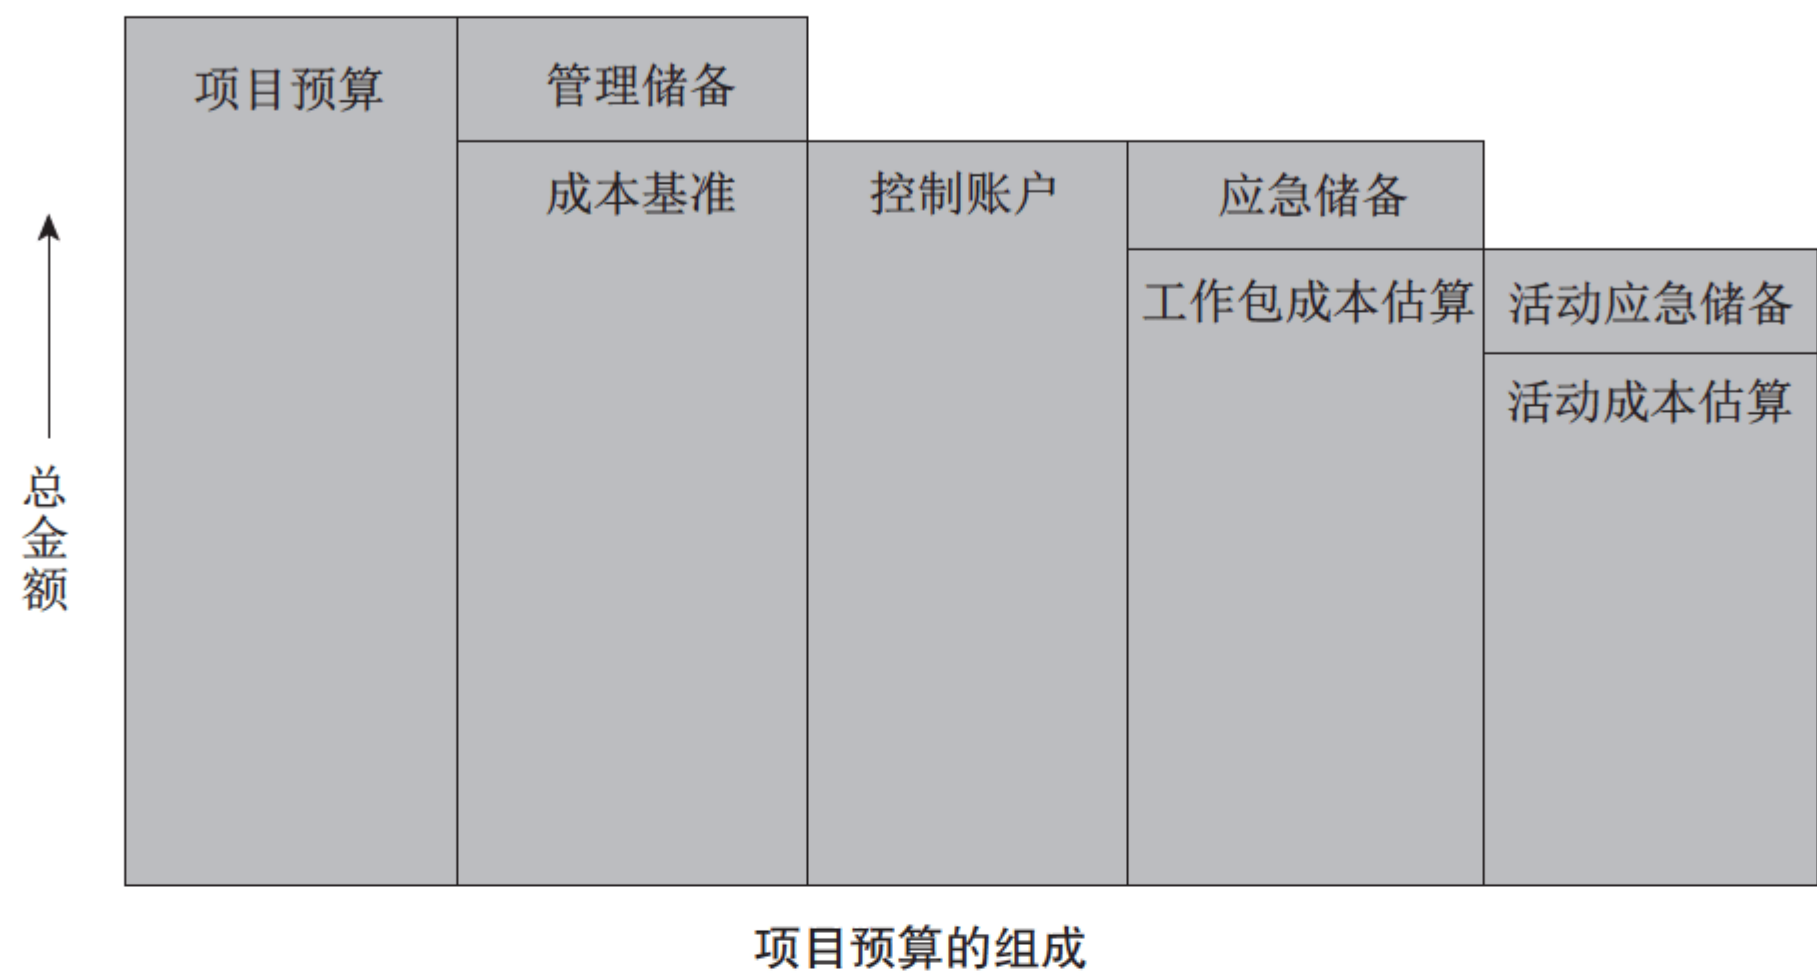 项目预算
管理储备
成本基准
控制账户
应急储备
工作包成本估算
活动应急储备
活动成本估算
总金额
项目预算的组成